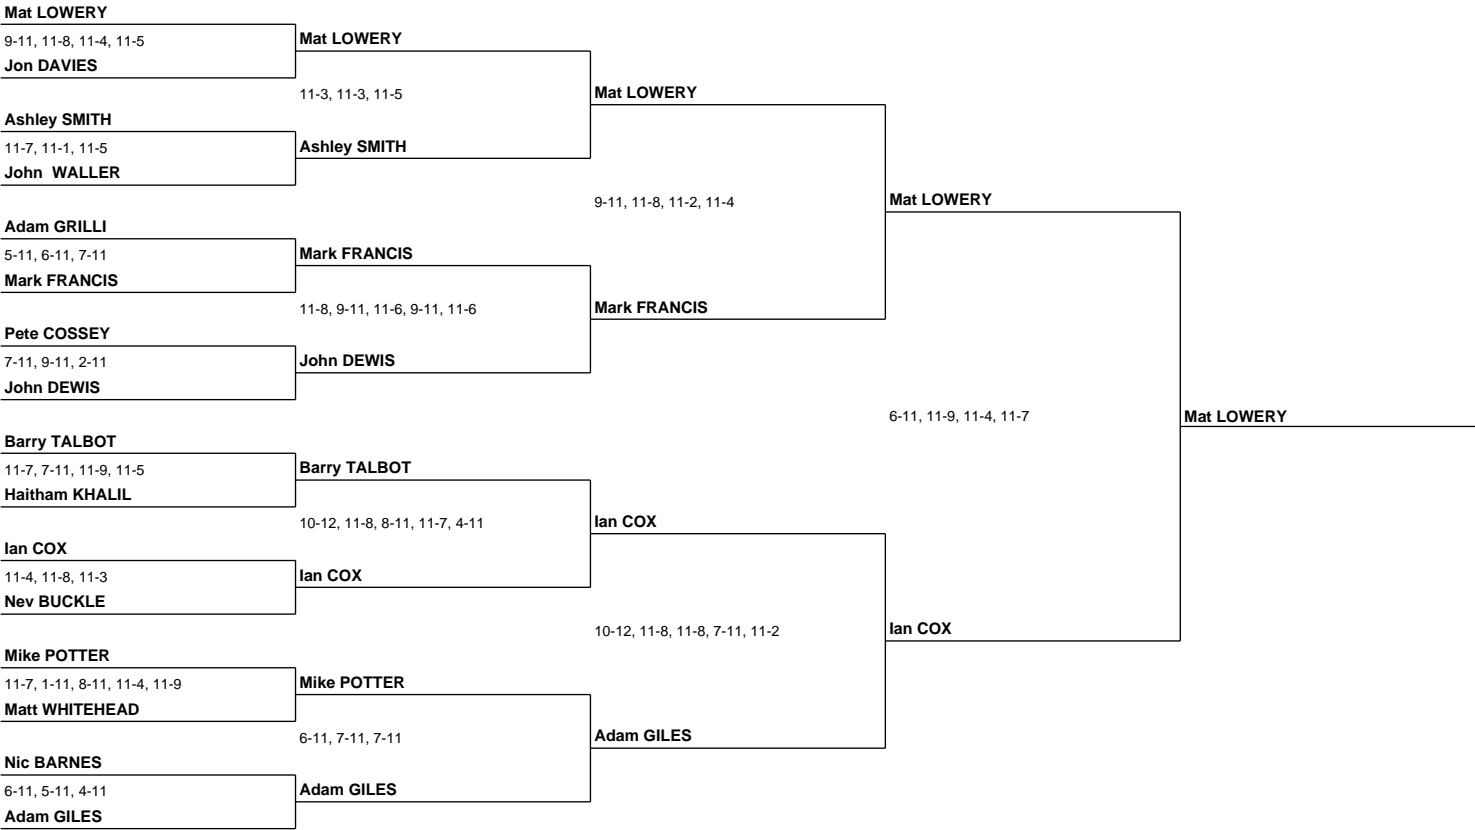 Mat LOWERY
9-11, 11-8, 11-4, 11-5
Jon DAVIES
Ashley SMITH
11-7, 11-1, 11-5
John  WALLER
Adam GRILLI
5-11, 6-11, 7-11
Mark FRANCIS
Pete COSSEY
7-11, 9-11, 2-11
John DEWIS
Barry TALBOT
11-7, 7-11, 11-9, 11-5
Haitham KHALIL
Ian COX
11-4, 11-8, 11-3
Nev BUCKLE
Mike POTTER
11-7, 1-11, 8-11, 11-4, 11-9
Matt WHITEHEAD
Nic BARNES
6-11, 5-11, 4-11
Adam GILES
Mat LOWERY
11-3, 11-3, 11-5
Ashley SMITH
Mark FRANCIS
11-8, 9-11, 11-6, 9-11, 11-6
John DEWIS
Barry TALBOT
10-12, 11-8, 8-11, 11-7, 4-11
Ian COX
Mike POTTER
6-11, 7-11, 7-11
Adam GILES
Mat LOWERY
9-11, 11-8, 11-2, 11-4
Mark FRANCIS
Ian COX
10-12, 11-8, 11-8, 7-11, 11-2
Adam GILES
Mat LOWERY
6-11, 11-9, 11-4, 11-7
Ian COX
Mat LOWERY